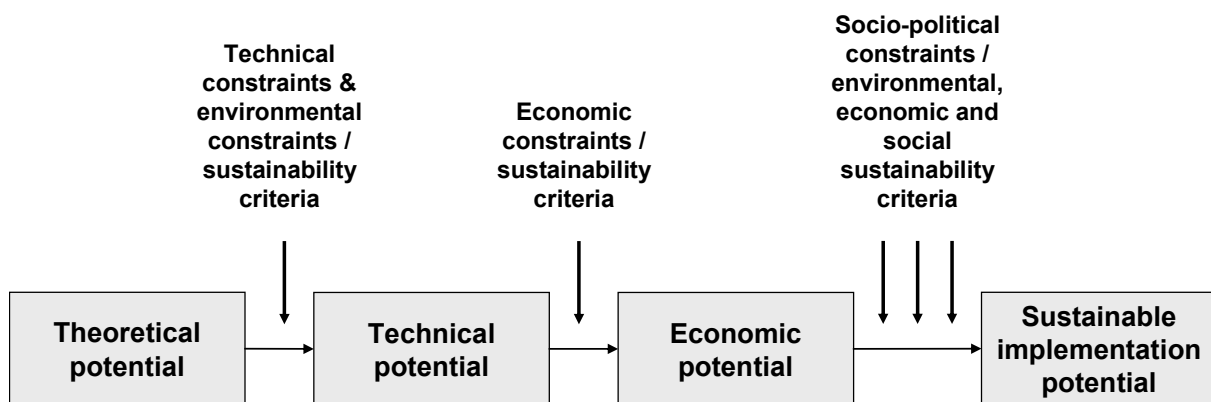 Technical
constraints &
environmental
constraints /
sustainability
criteria
Economic
constraints /
sustainability
criteria
Socio-political
constraints /
environmental,
economic and
social
sustainability
criteria
Theoretical
potential
Technical
potential
Economic
potential
Sustainable
implementation
potential